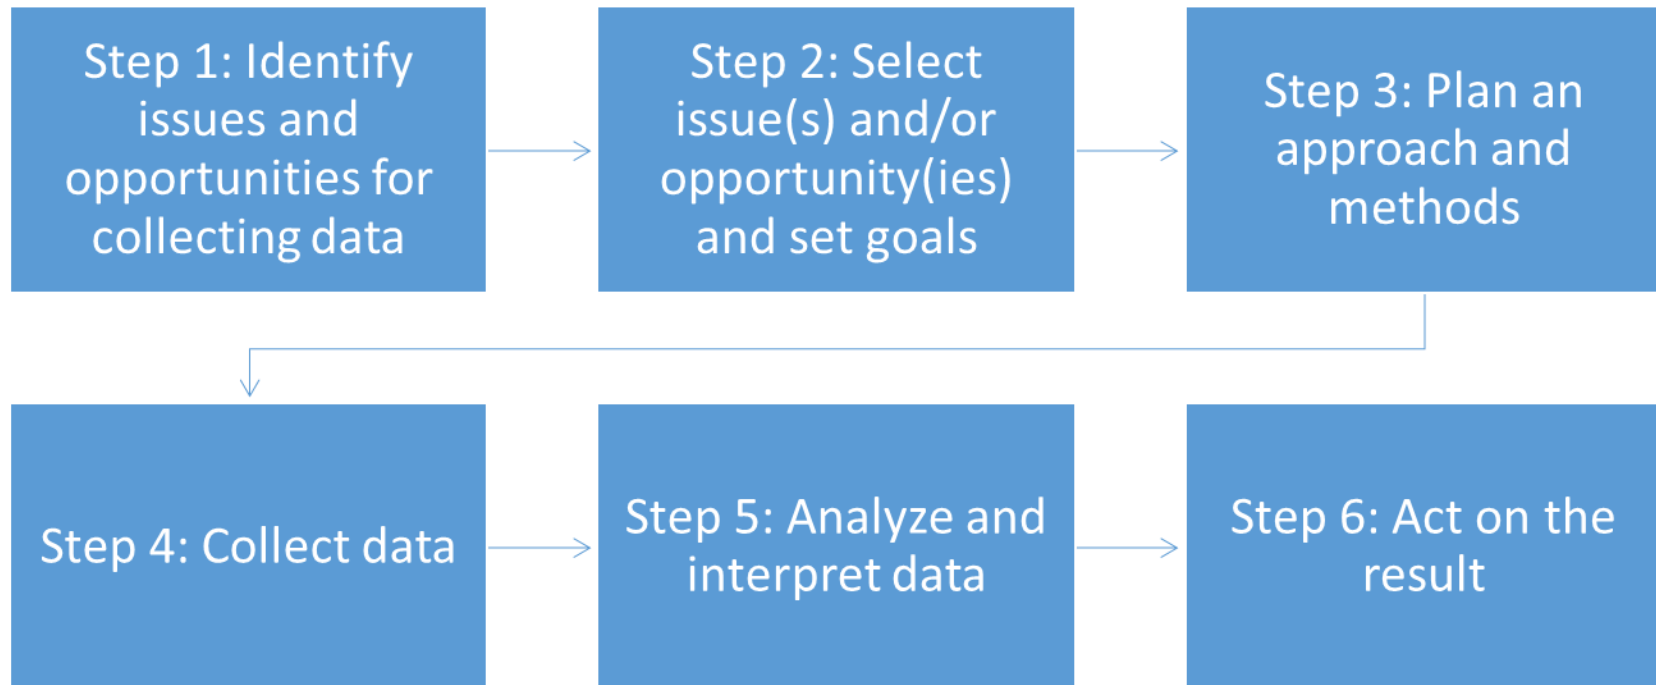 Step 1: Identify
issues and
opportunities for
collecting data
Step 2: Select
issue(s) and/or
opportunity(ies)
and set goals
Step 3: Plan an
approach and
methods
Step 4: Collect data
Step 5: Analyze and
interpret data
Step 6: Act on the
result